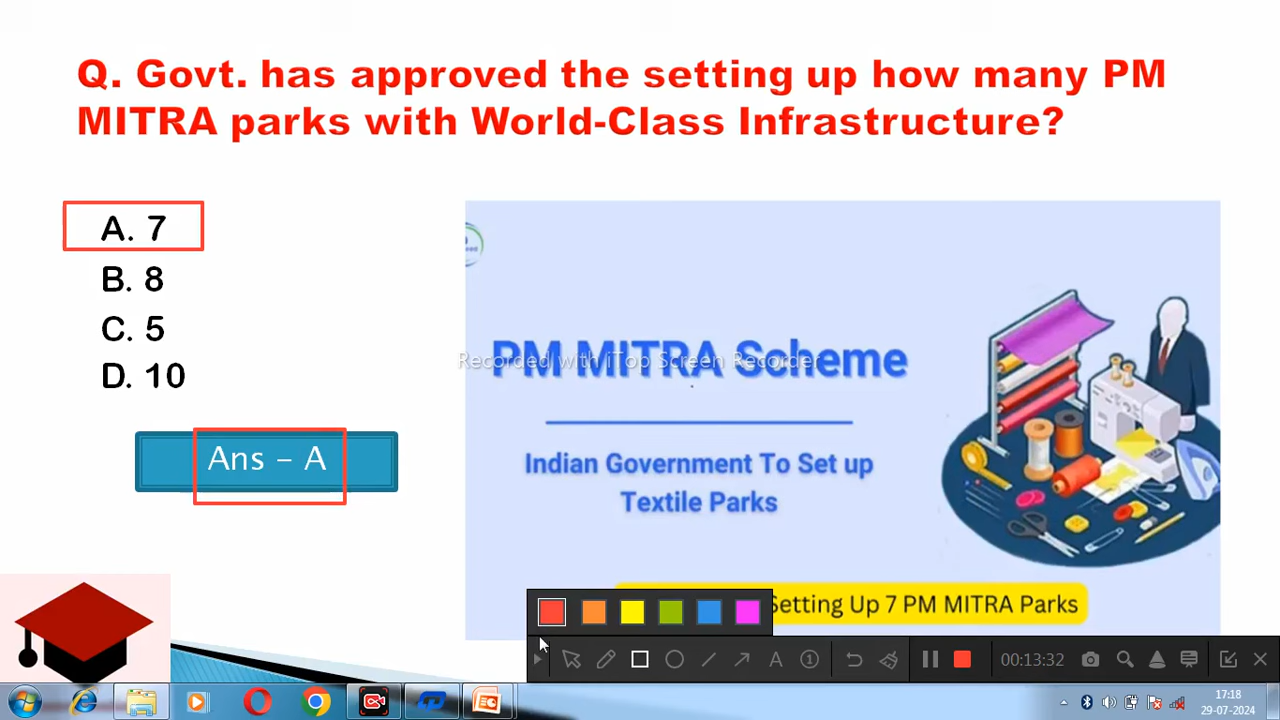 Q. Govt. has approved the setting up how many PM
MITRA parks with World-Class Infrastructure?
A. 7
B. 8
C. 5
D. 10
Ans – A
PM MITRA Scheme
Recorded with iTop Screen Recorder
Indian Government To Set up
Textile Parks
Setting Up 7 PM MITRA Parks
A
1
00:13:32
17:18
29-07-2024